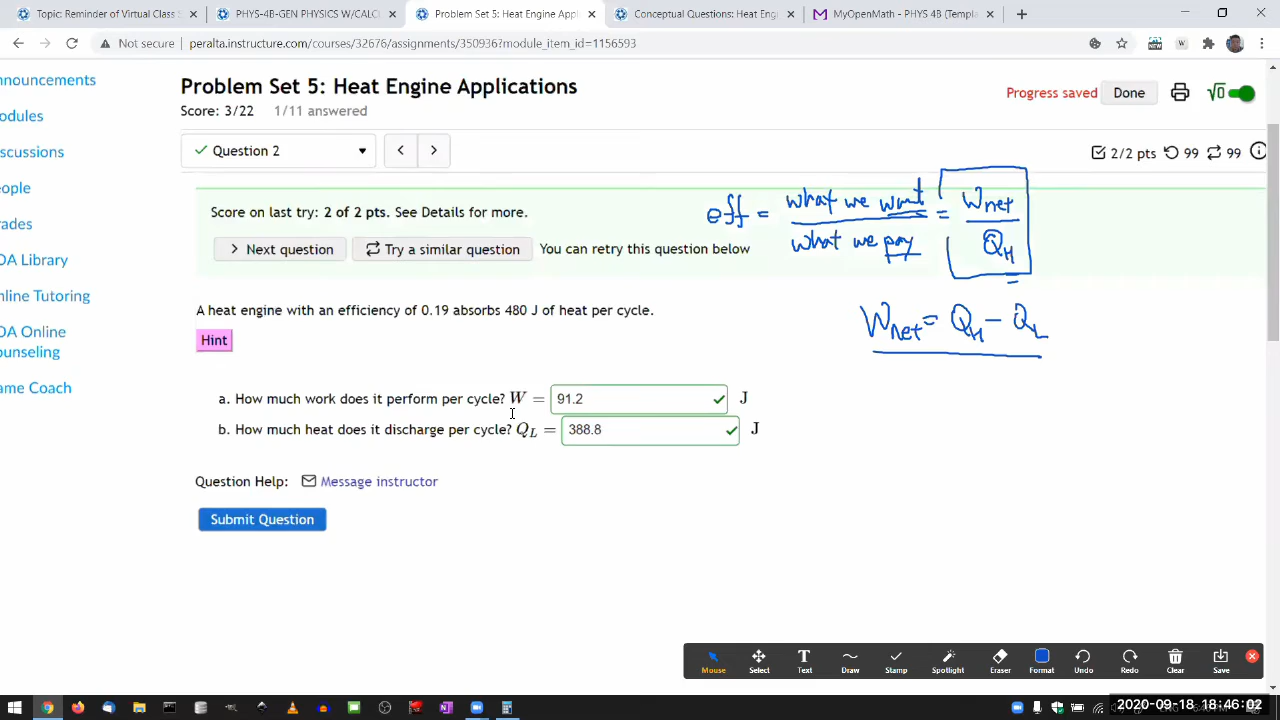 Topic: Reminder of Virtual Class
PHYS-4B-GEN PHYSICS W/CALC
Problem Set 5: Heat Engine Appl
Conceptual Question: Heat Eng
MyOpenMath - PHYS 4B (Templa
Not secure
peralta.instructure.com/courses/32676/assignments/350936?module_item_id=1156593
nnouncements
odules
scussions
eople
rades
OA Library
nline Tutoring
OA Online
ounseling
ame Coach
Problem Set 5: Heat Engine Applications
Score: 3/22 1/11 answered
Progress saved Done √0
Question 2
2/2 pts 99 99
Score on last try: 2 of 2 pts. See Details for more.
> Next question Try a similar question You can retry this question below
eff = what we want / what we pay = Wnet / QH
Wnet = QH − QL
A heat engine with an efficiency of 0.19 absorbs 480 J of heat per cycle.
Hint
a. How much work does it perform per cycle? W = 91.2 J
b. How much heat does it discharge per cycle? QL = 388.8 J
Question Help: Message instructor
Submit Question
Mouse Select Text Draw Stamp Spotlight Eraser Format Undo Redo Clear Save
2020-09-18 18:46:02